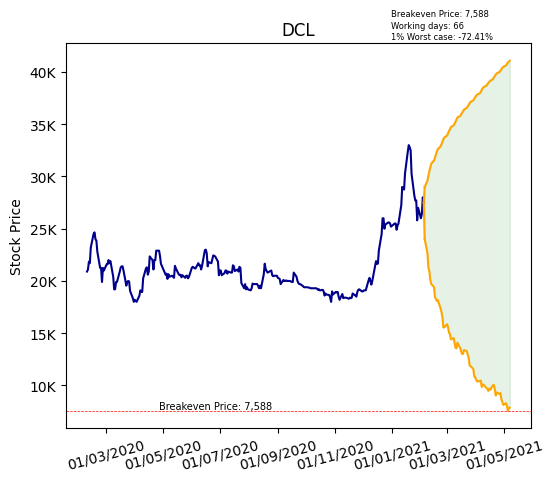 Breakeven Price: 7,588
Working days: 66
1% Worst case: -72.41%
DCL
Stock Price
40K
35K
30K
25K
20K
15K
10K
Breakeven Price: 7,588
01/03/2020
01/05/2020
01/07/2020
01/09/2020
01/11/2020
01/01/2021
01/03/2021
01/05/2021